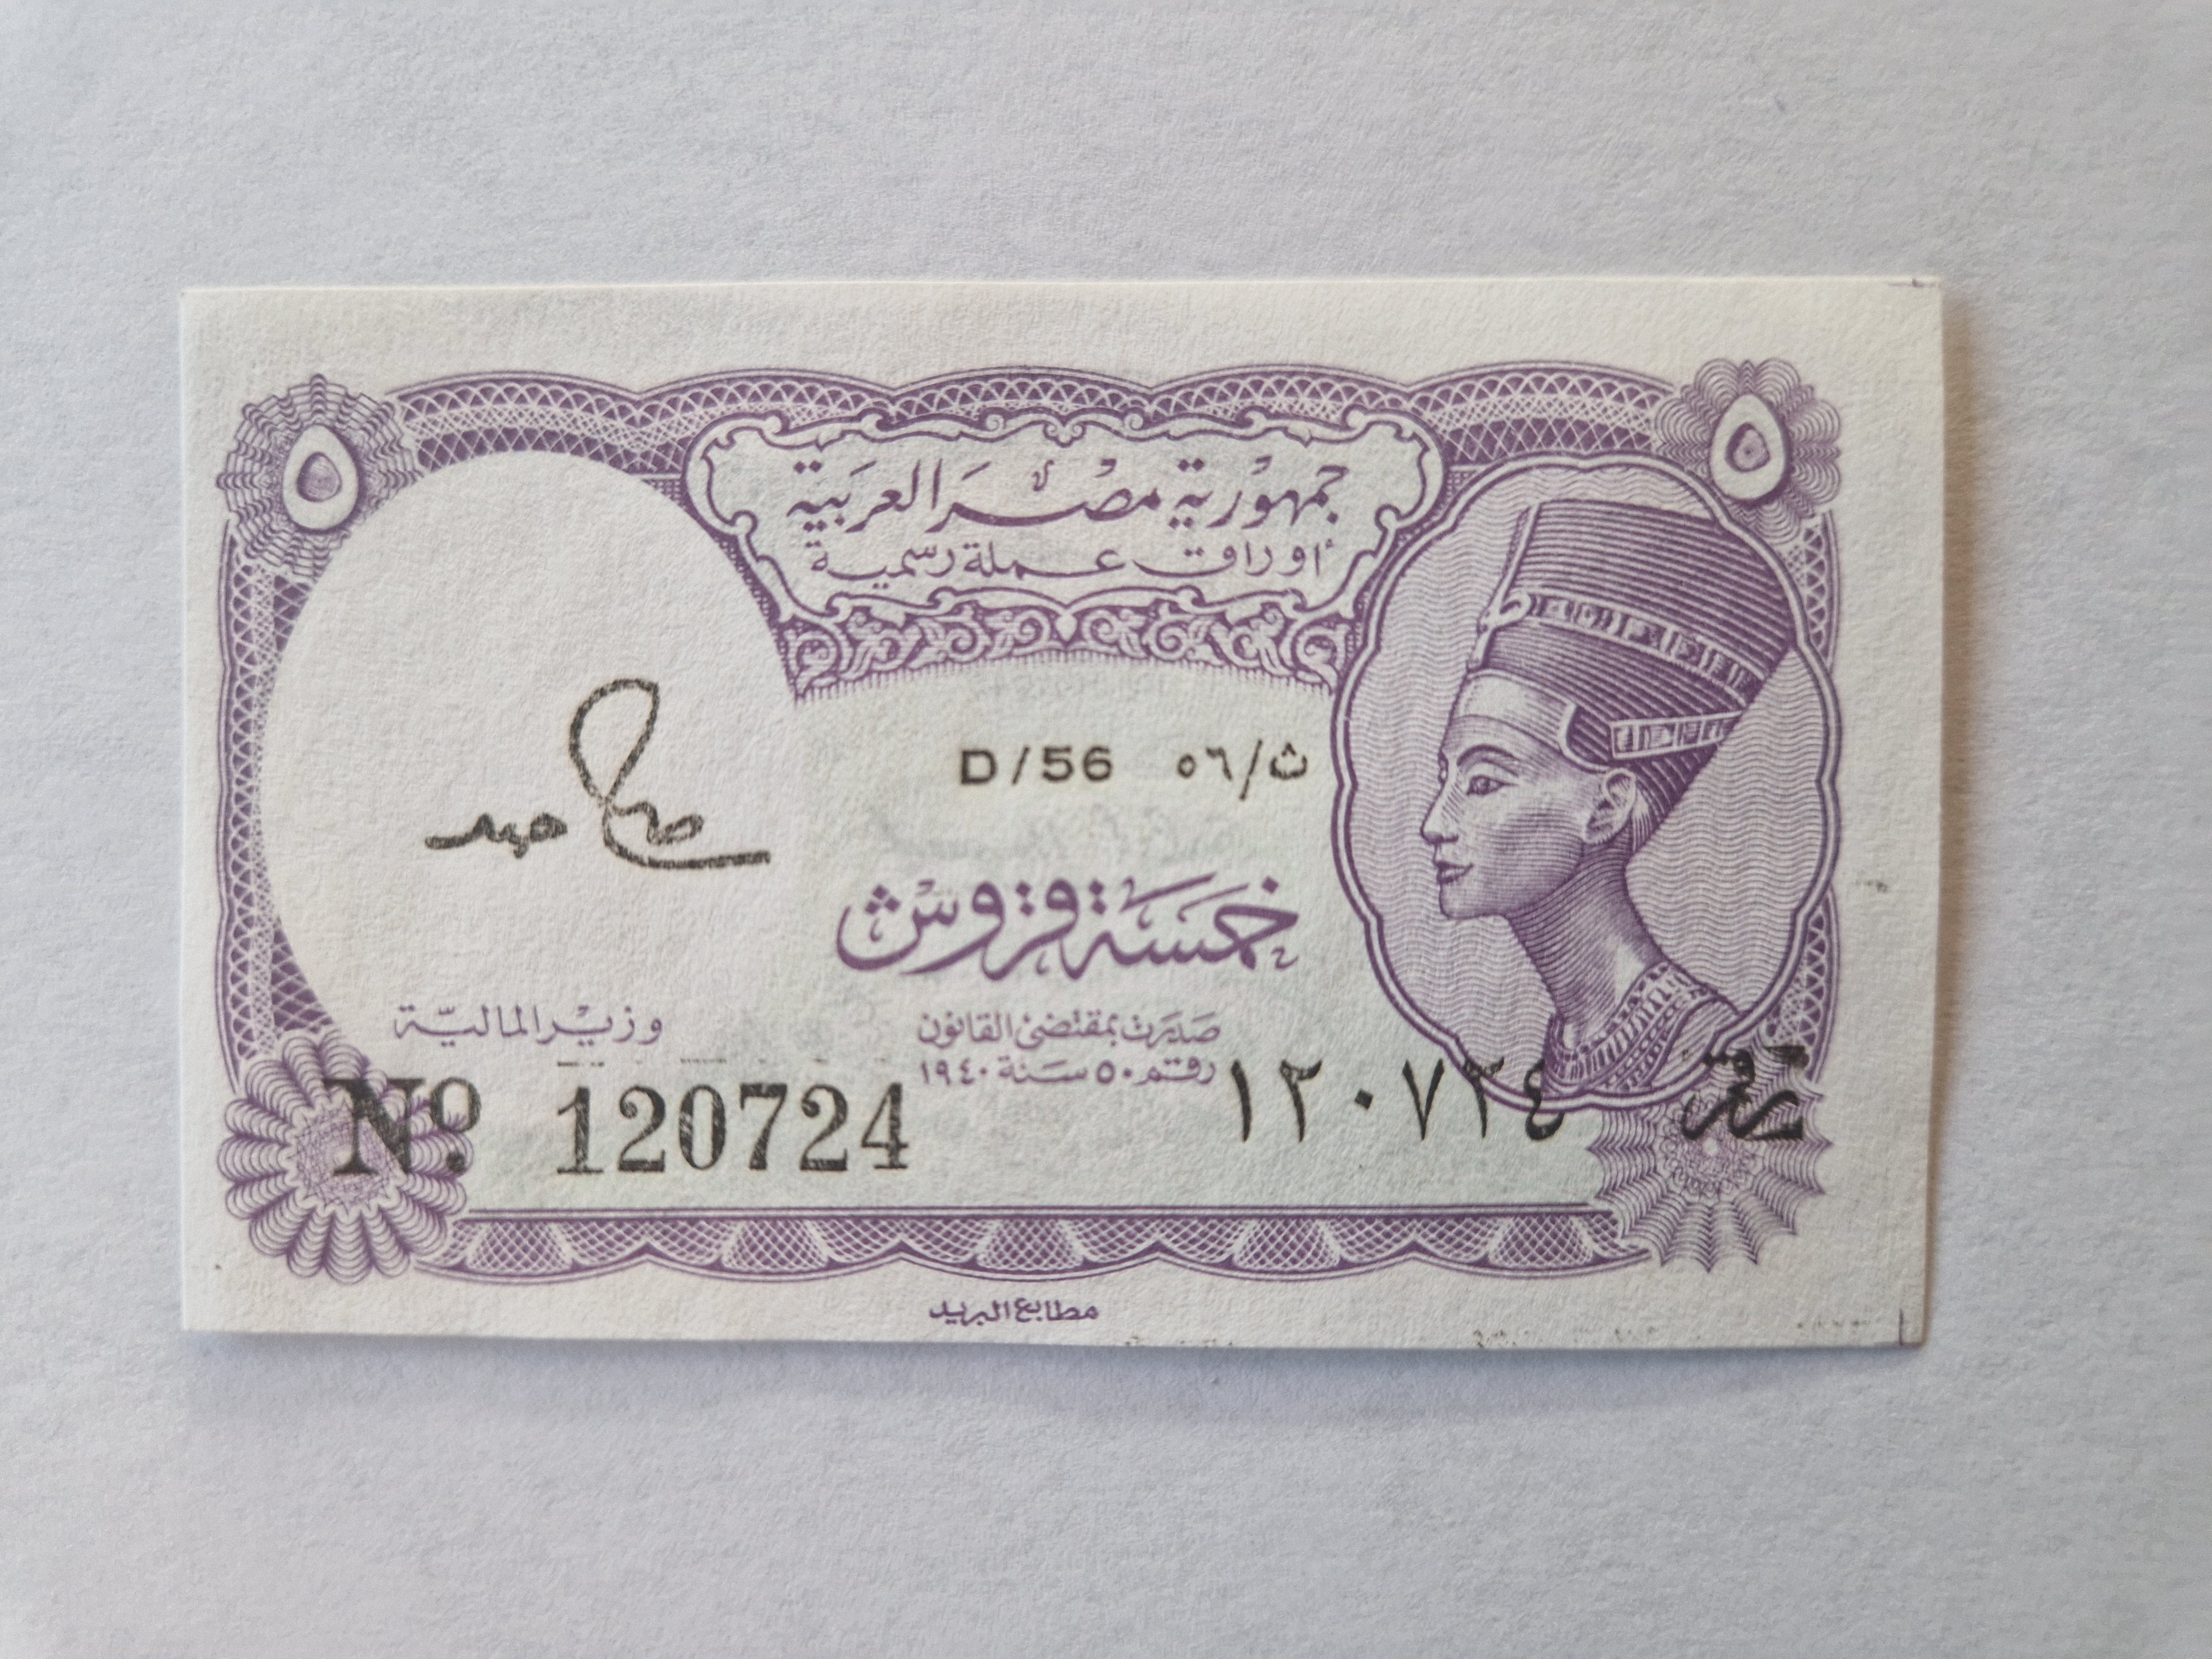 ٥ ٥
جمهورية مصر العربية
أوراق عملة رسمية
D/56 ث/٥٦
خمسة قروش
وزير المالية
صدرت بمقتضى القانون
رقم ٥٠ سنة ١٩٤٠
Nº 120724 ١٢٠٧٢٤ رقم
مطابع البريد